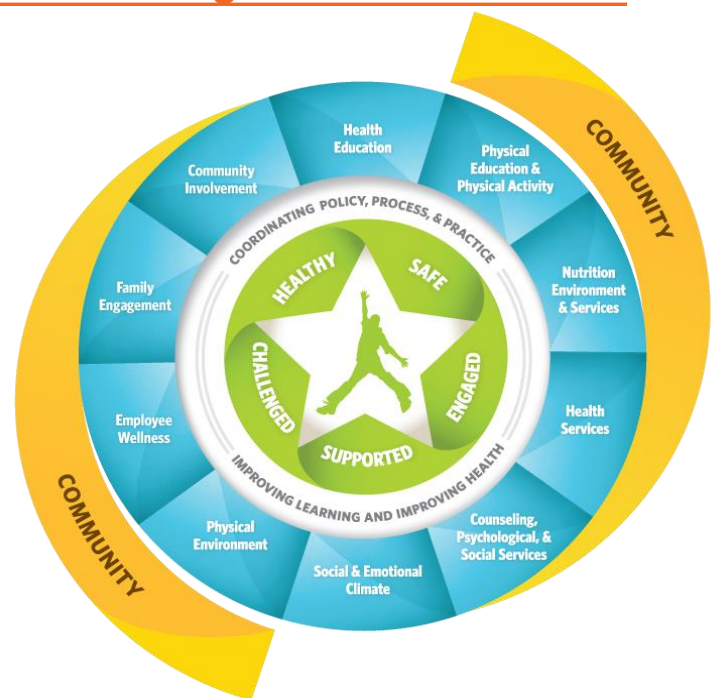 COMMUNITY
Health
Education
Physical
Education &
Physical Activity
Nutrition
Environment
& Services
Health
Services
Counseling,
Psychological, &
Social Services
Social & Emotional
Climate
Physical
Environment
Employee
Wellness
Family
Engagement
Community
Involvement
COORDINATING POLICY, PROCESS, & PRACTICE
IMPROVING LEARNING AND IMPROVING HEALTH
HEALTHY
SAFE
ENGAGED
SUPPORTED
CHALLENGED
COMMUNITY